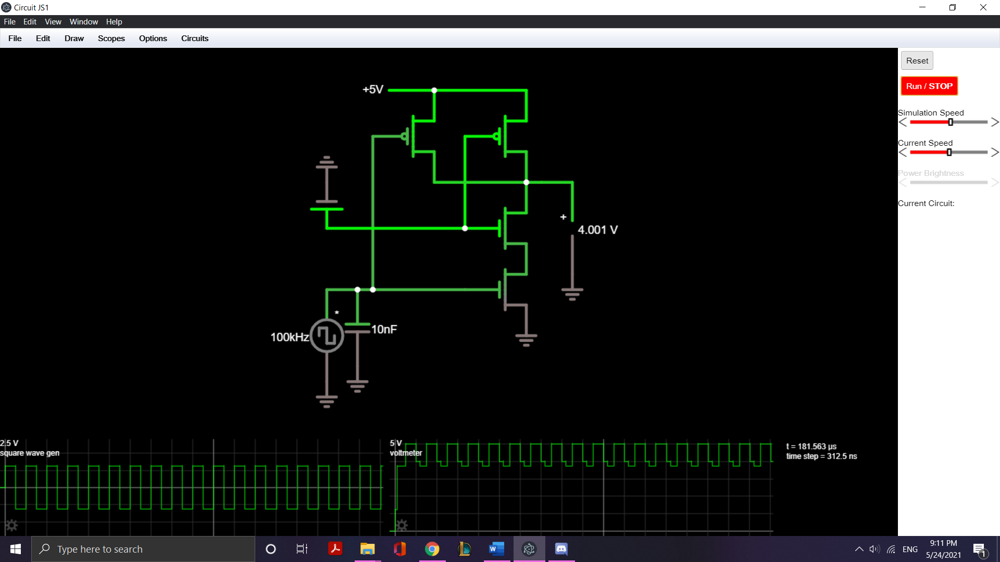 Circuit JS1
File Edit View Window Help
File Edit Draw Scopes Options Circuits
Reset
Run / STOP
Simulation Speed
Current Speed
Power Brightness
Current Circuit:
+5V
+
4.001 V
*
100kHz
10nF
2.5 V
square wave gen
5 V
voltmeter
t = 181.563 µs
time step = 312.5 ns
Type here to search
ENG
9:11 PM
5/24/2021
1